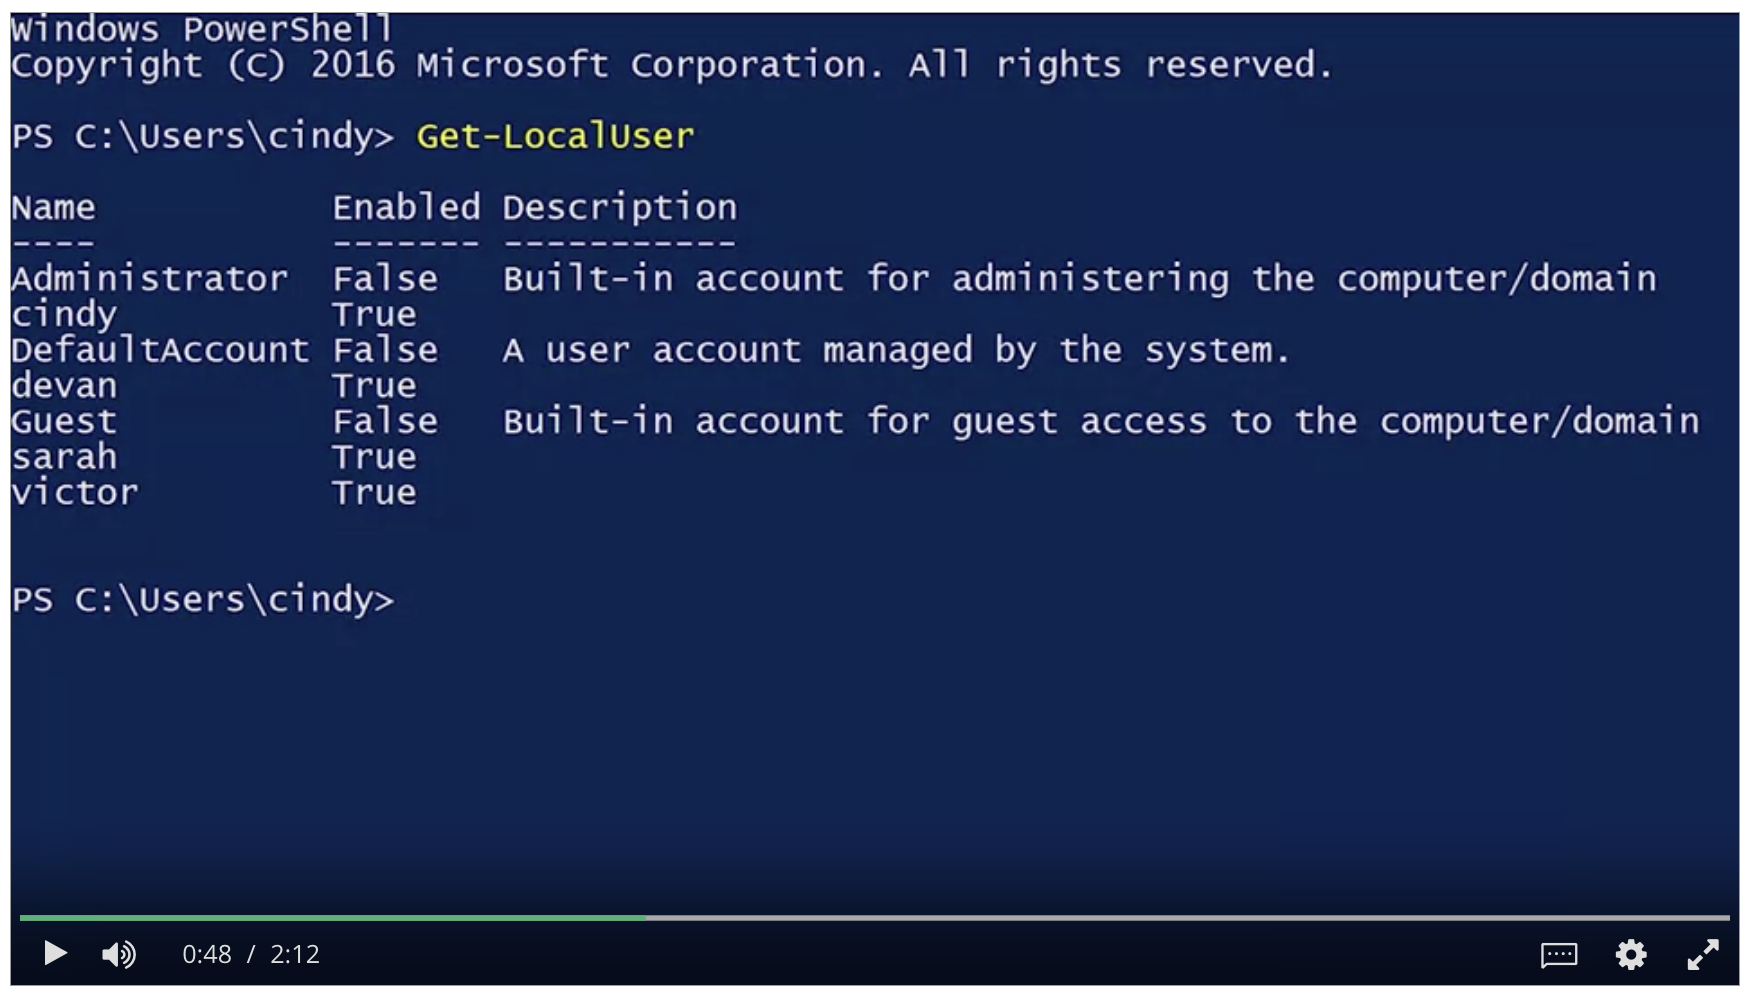 Windows PowerShell
Copyright (C) 2016 Microsoft Corporation. All rights reserved.
PS C:\Users\cindy> Get-LocalUser
Name Enabled Description
---- ------- -----------
Administrator False Built-in account for administering the computer/domain
cindy True
DefaultAccount False A user account managed by the system.
devan True
Guest False Built-in account for guest access to the computer/domain
sarah True
victor True
PS C:\Users\cindy>
0:48 / 2:12